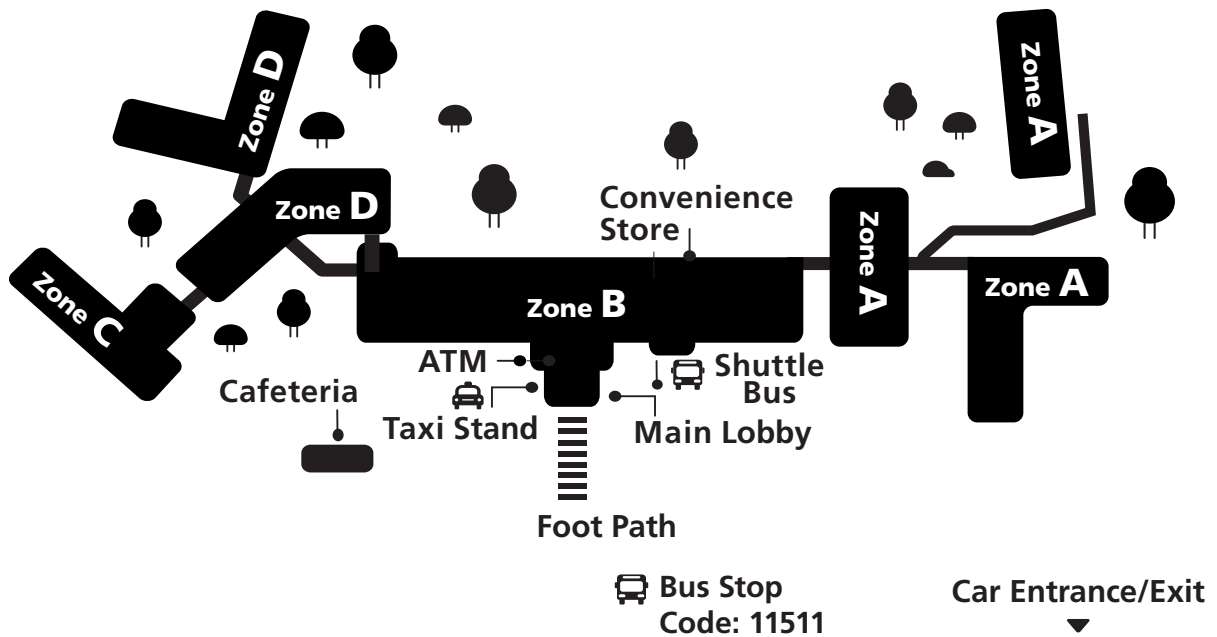 Zone D
Zone A
Convenience
Store
Zone D
Zone A
Zone C
Zone B
Zone A
ATM
Shuttle
Bus
Cafeteria
Taxi Stand
Main Lobby
Foot Path
Bus Stop
Code: 11511
Car Entrance/Exit